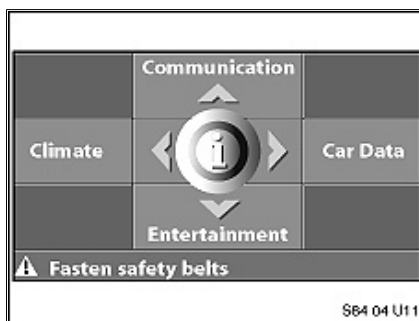 Communication
Climate
i
Car Data
Entertainment
Fasten safety belts
S64 04 U11